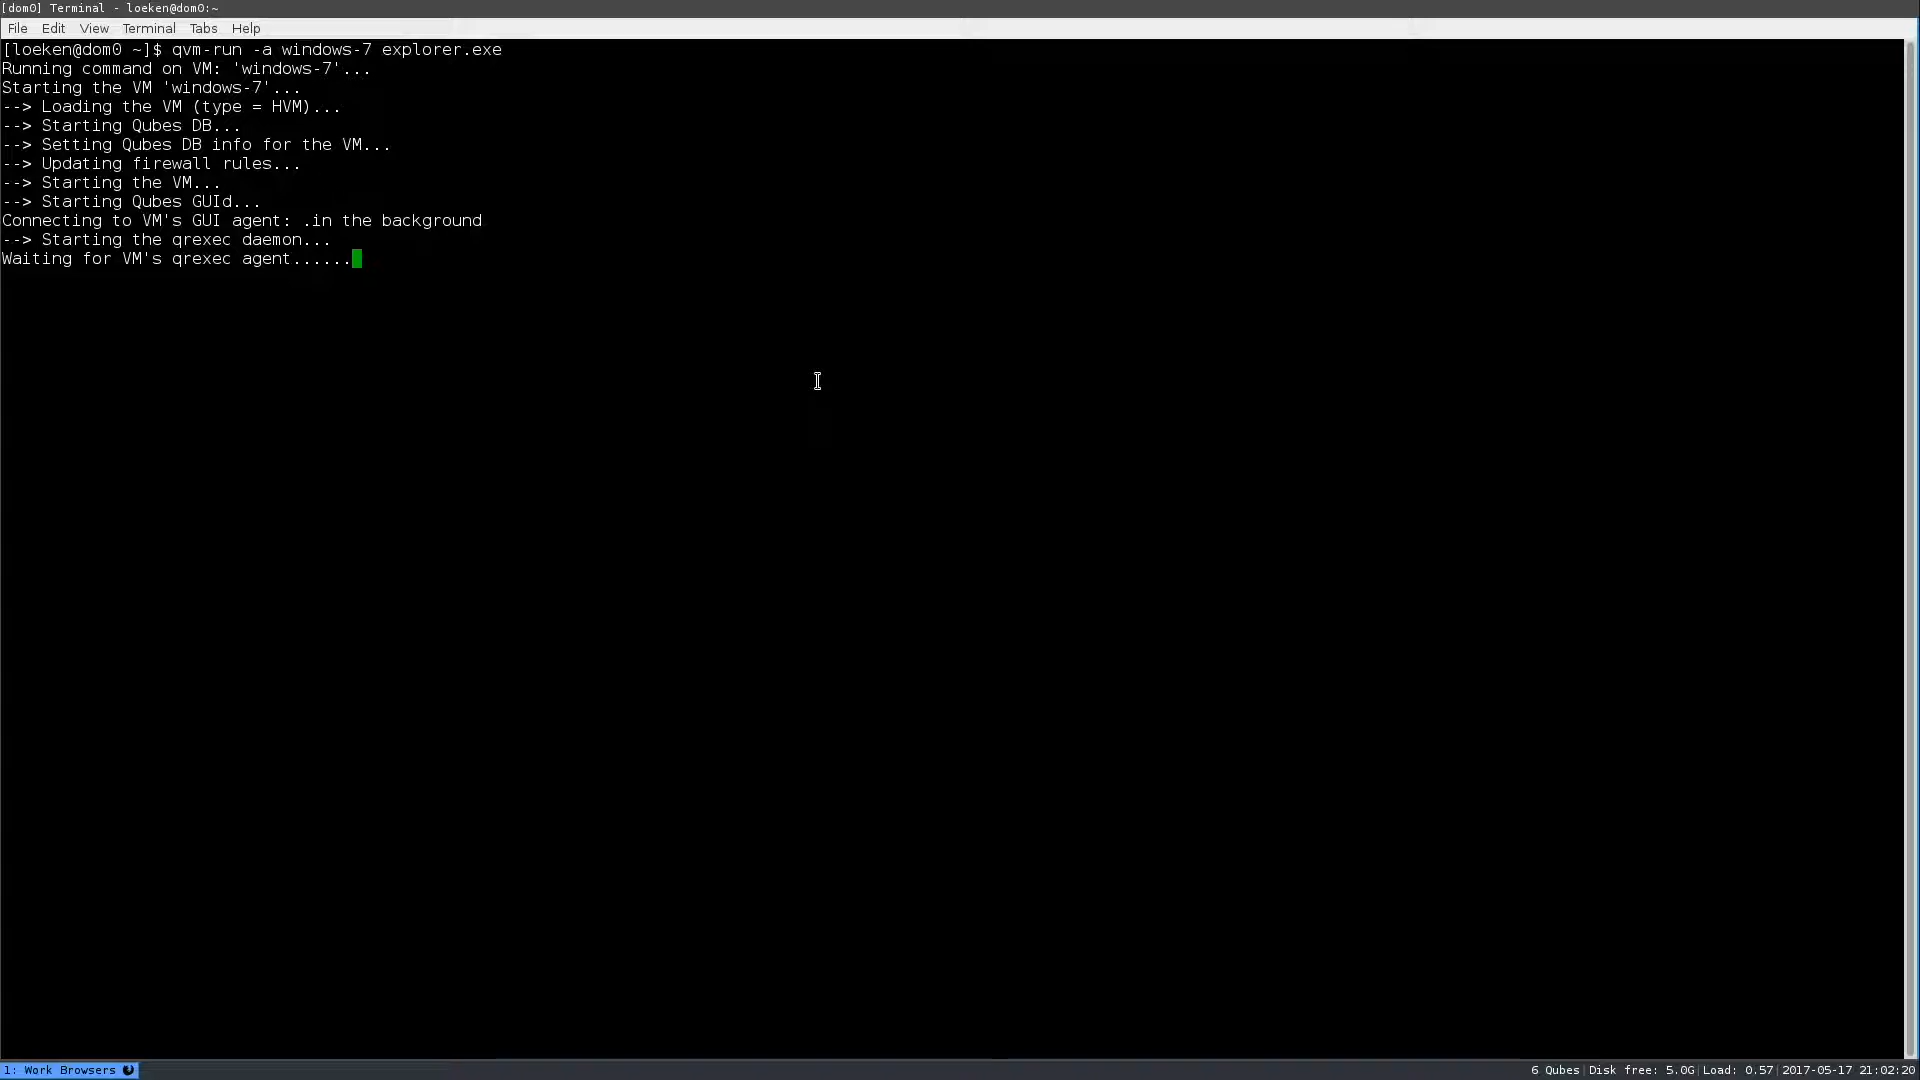 [dom0] Terminal - loeken@dom0:~
File Edit View Terminal Tabs Help
[loeken@dom0 ~]$ qvm-run -a windows-7 explorer.exe
Running command on VM: 'windows-7'...
Starting the VM 'windows-7'...
--> Loading the VM (type = HVM)...
--> Starting Qubes DB...
--> Setting Qubes DB info for the VM...
--> Updating firewall rules...
--> Starting the VM...
--> Starting Qubes GUId...
Connecting to VM's GUI agent: .in the background
--> Starting the qrexec daemon...
Waiting for VM's qrexec agent......
1: Work Browsers 6 Qubes|Disk free: 5.0G|Load: 0.57|2017-05-17 21:02:20